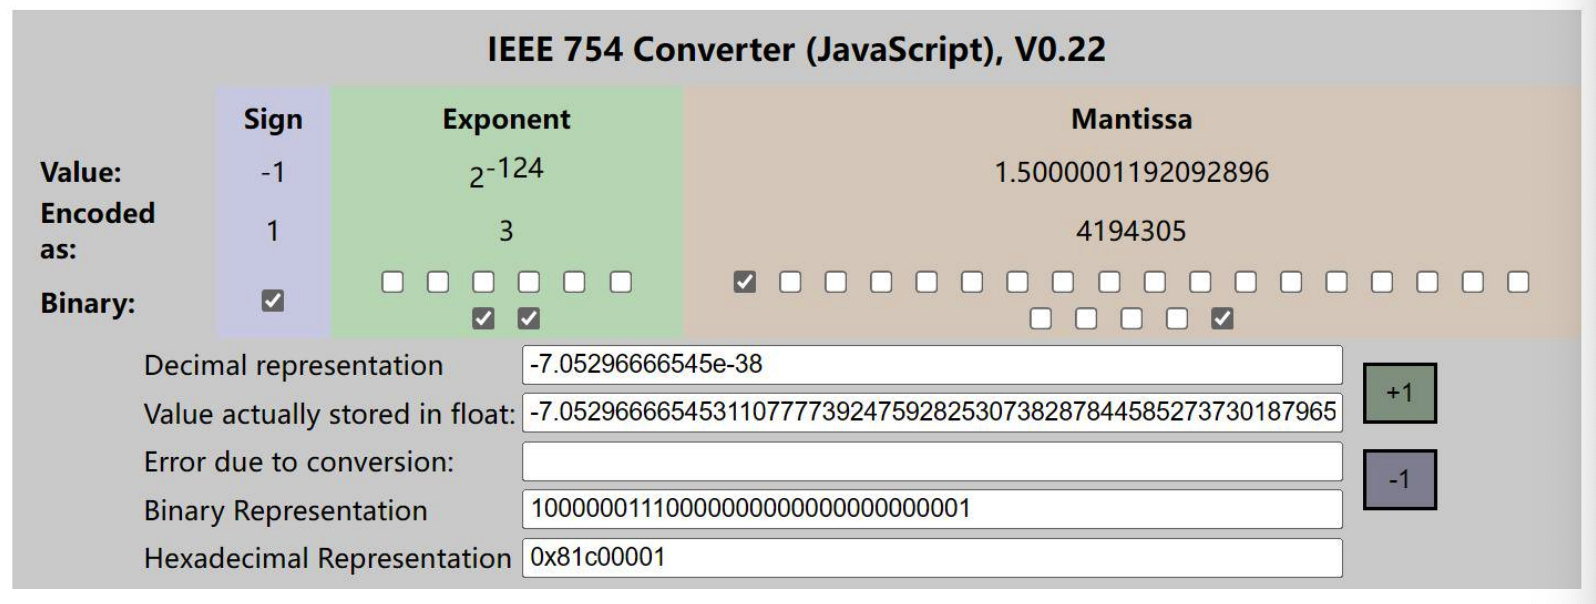 IEEE 754 Converter (JavaScript), V0.22
Sign Exponent Mantissa
Value: -1 2-124 1.5000001192092896
Encoded as: 1 3 4194305
Binary:
Decimal representation -7.05296666545e-38
Value actually stored in float: -7.0529666654531107777392475928253073828784458527373018 7965
+1
Error due to conversion:
-1
Binary Representation 10000001110000000000000000000001
Hexadecimal Representation 0x81c00001